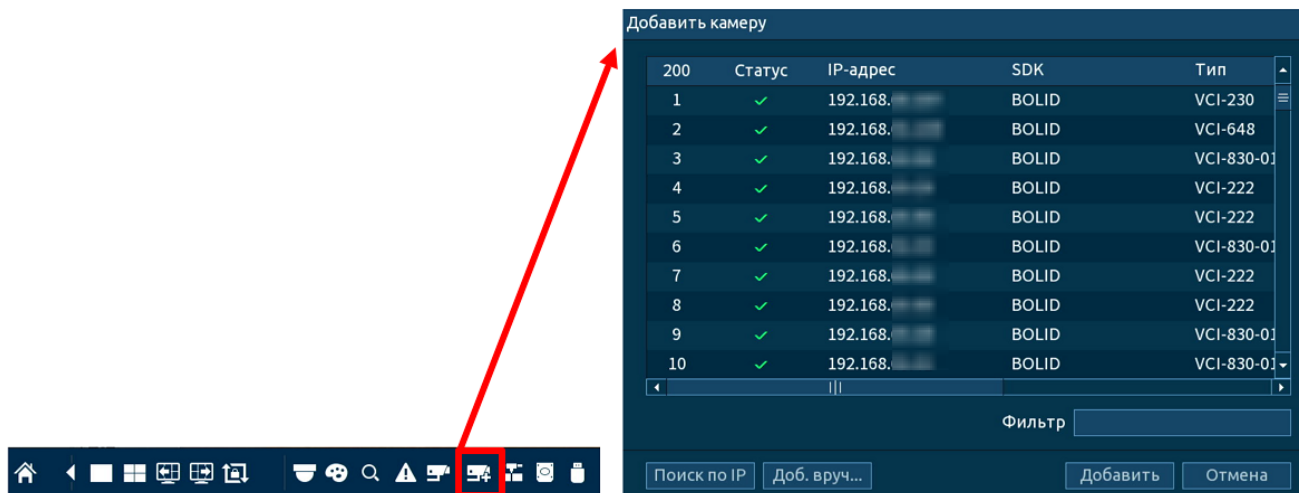 Добавить камеру
200 Статус IP-адрес SDK Тип
1 192.168. BOLID VCI-230
2 192.168. BOLID VCI-648
3 192.168. BOLID VCI-830-01
4 192.168. BOLID VCI-222
5 192.168. BOLID VCI-222
6 192.168. BOLID VCI-830-01
7 192.168. BOLID VCI-222
8 192.168. BOLID VCI-222
9 192.168. BOLID VCI-830-01
10 192.168. BOLID VCI-830-01
Фильтр
Поиск по IP Доб. вруч... Добавить Отмена